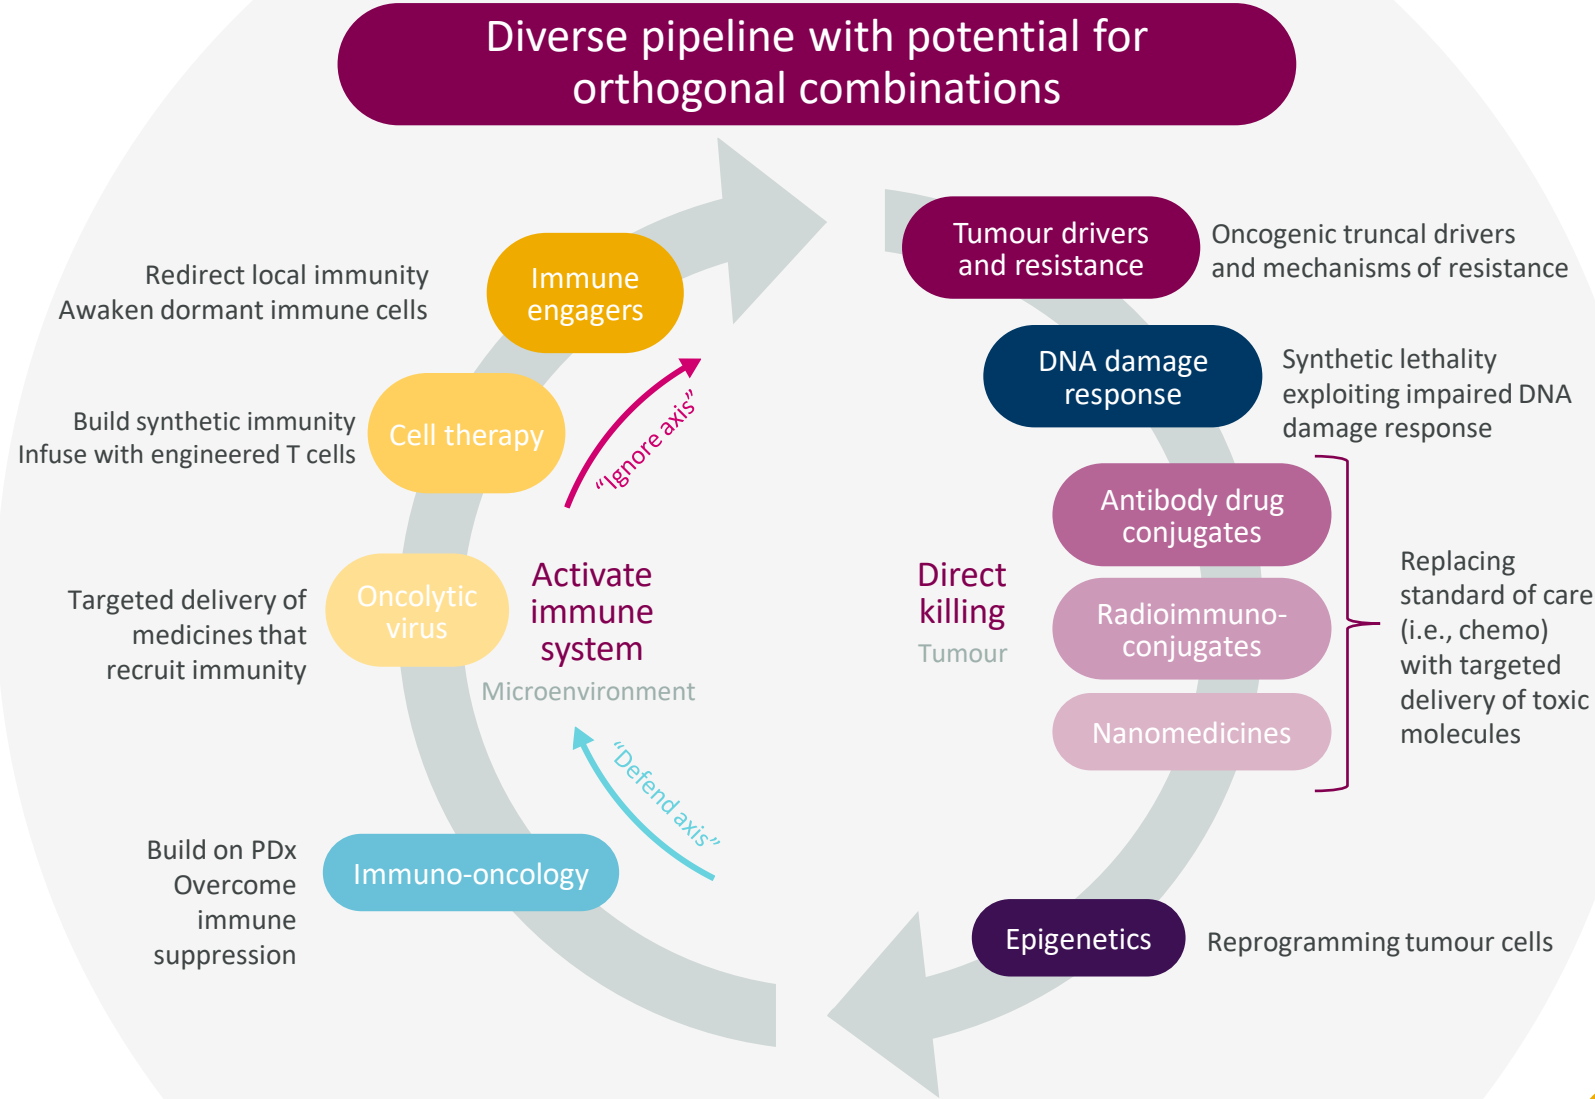 Diverse pipeline with potential for
orthogonal combinations
Immune
engagers
Redirect local immunity
Awaken dormant immune cells
Cell therapy
Build synthetic immunity
Infuse with engineered T cells
Oncolytic
virus
Targeted delivery of
medicines that
recruit immunity
Immuno-oncology
Build on PDx
Overcome
immune
suppression
“Ignore axis”
Activate
immune
system
Microenvironment
“Defend axis”
Direct
killing
Tumour
Tumour drivers
and resistance
Oncogenic truncal drivers
and mechanisms of resistance
DNA damage
response
Synthetic lethality
exploiting impaired DNA
damage response
Antibody drug
conjugates
Radioimmuno-
conjugates
Nanomedicines
Replacing
standard of care
(i.e., chemo)
with targeted
delivery of toxic
molecules
Epigenetics
Reprogramming tumour cells